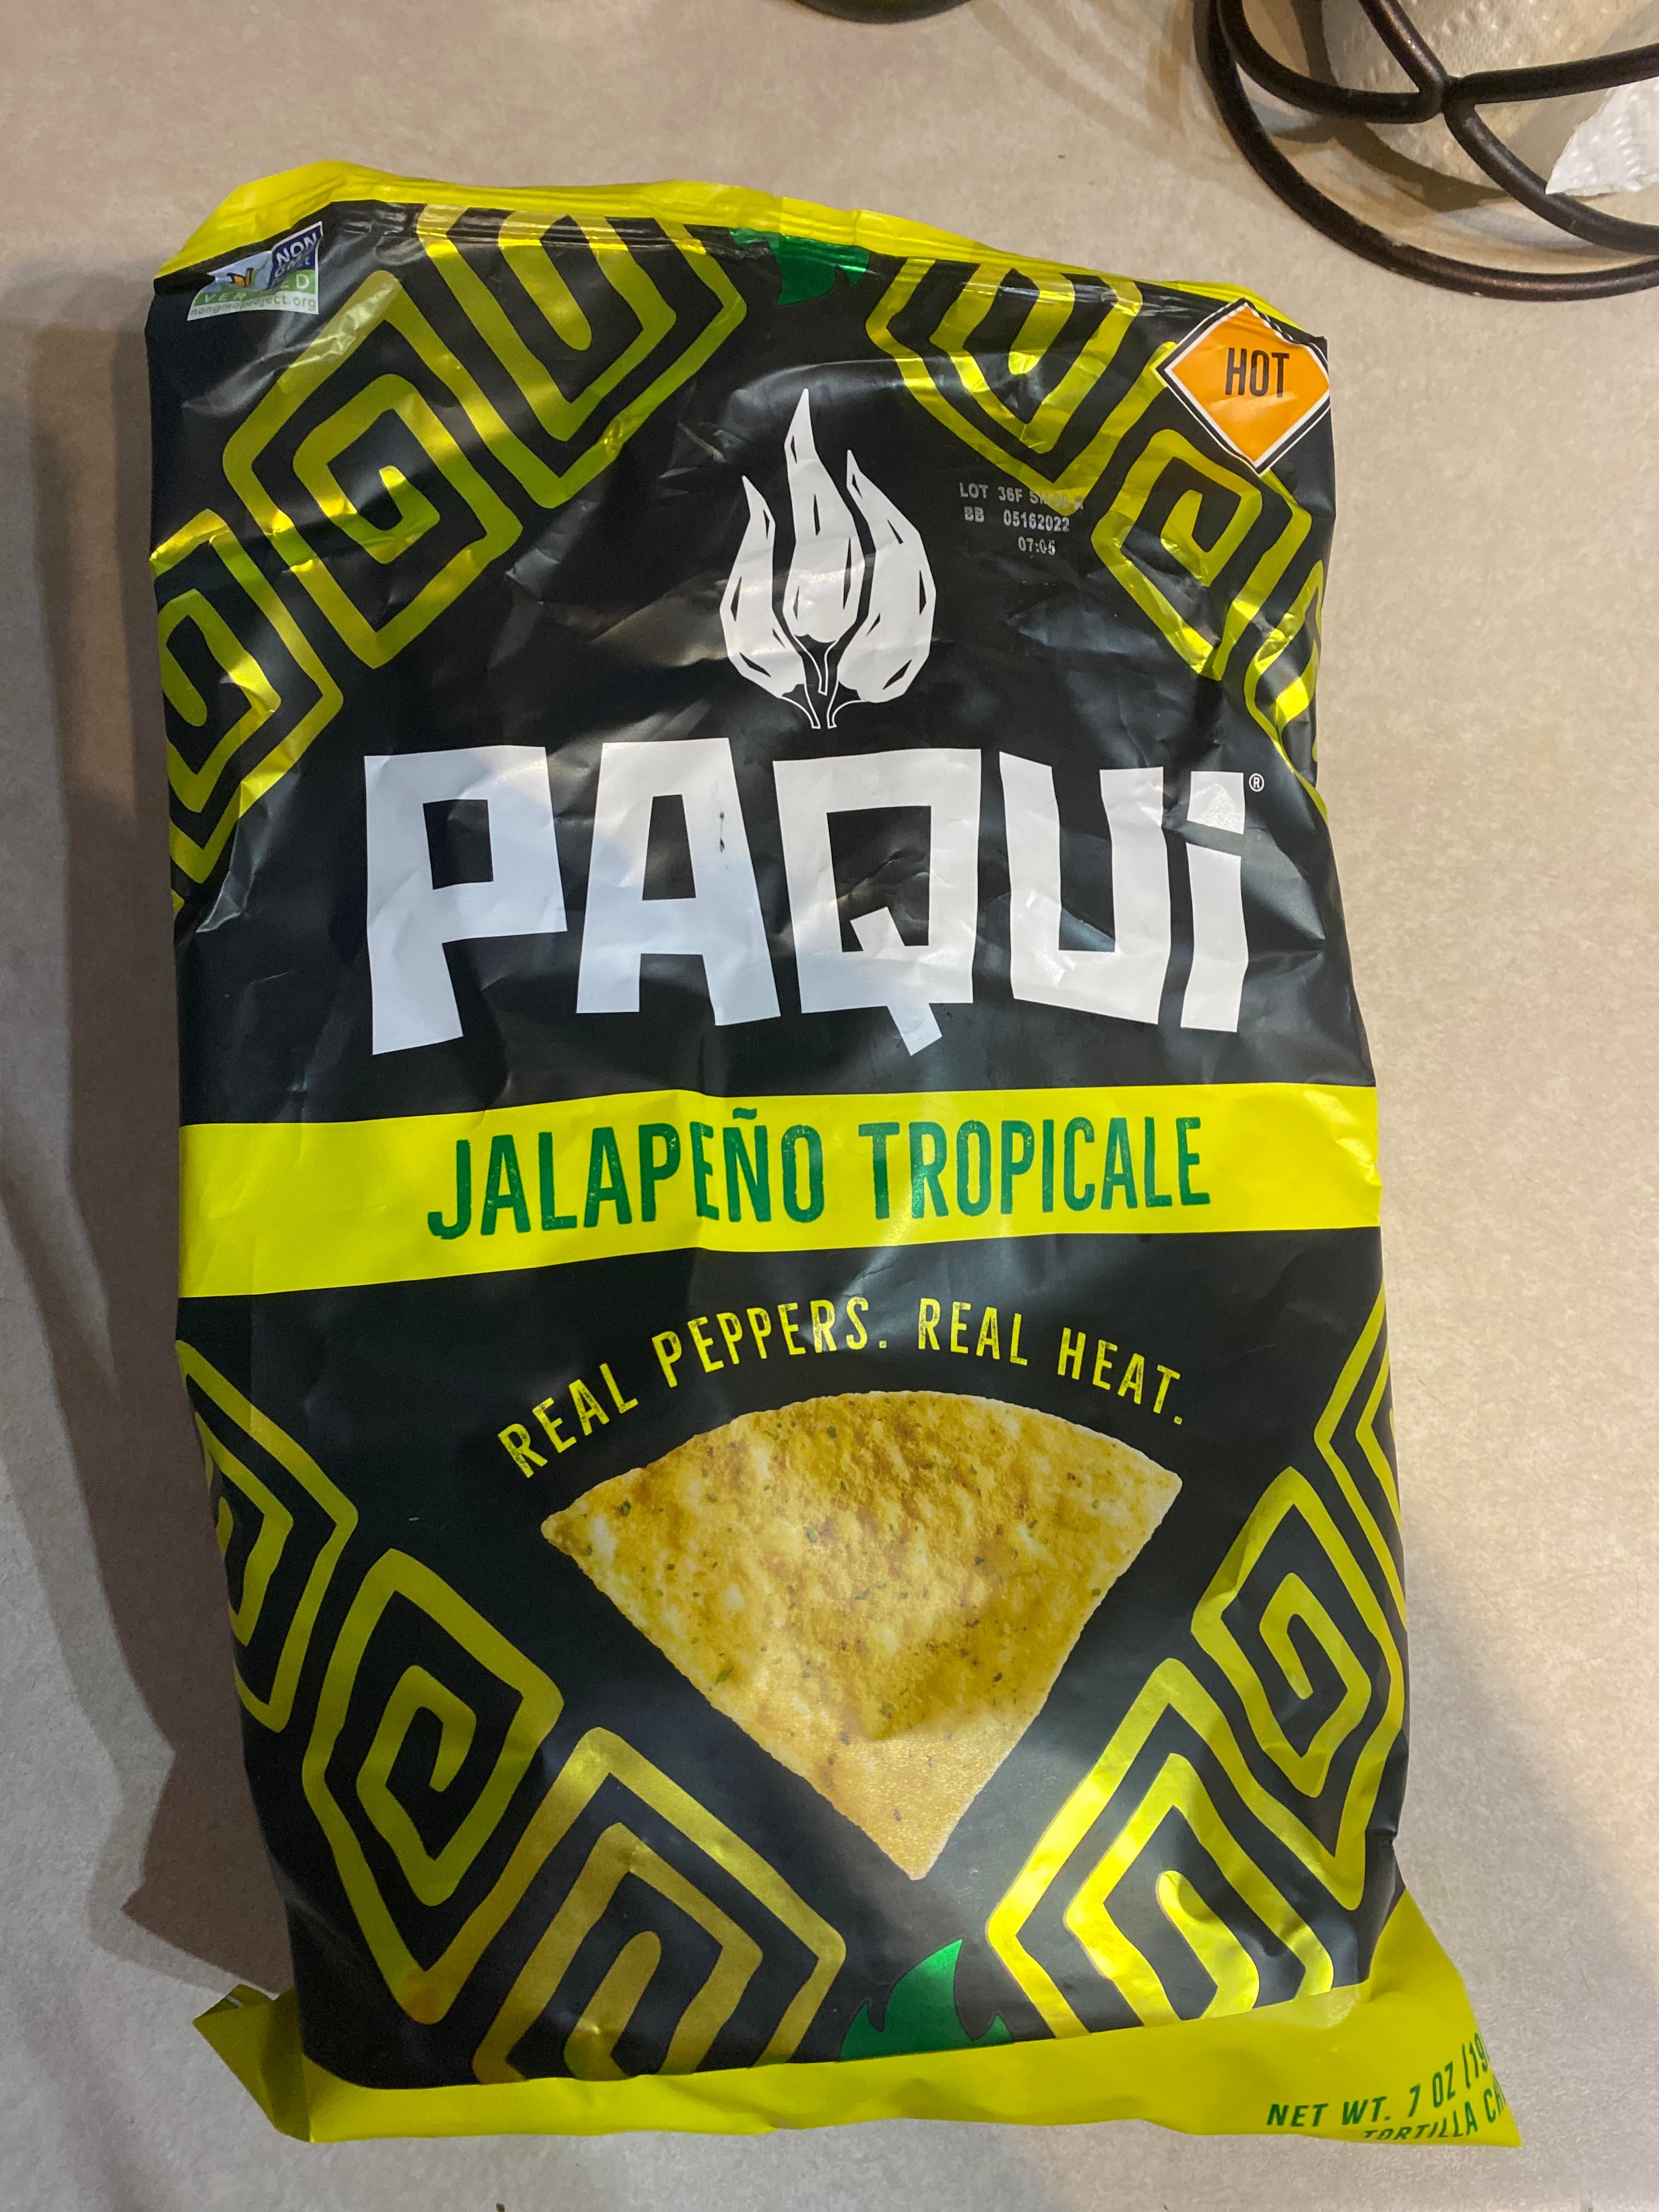 NON
GMO
VERIFIED
nongmoproject.org
HOT
LOT 36F
BB 05162022
07:05
PAQUI®
JALAPEÑO TROPICALE
REAL PEPPERS. REAL HEAT.
NET WT. 7 OZ
TORTILLA